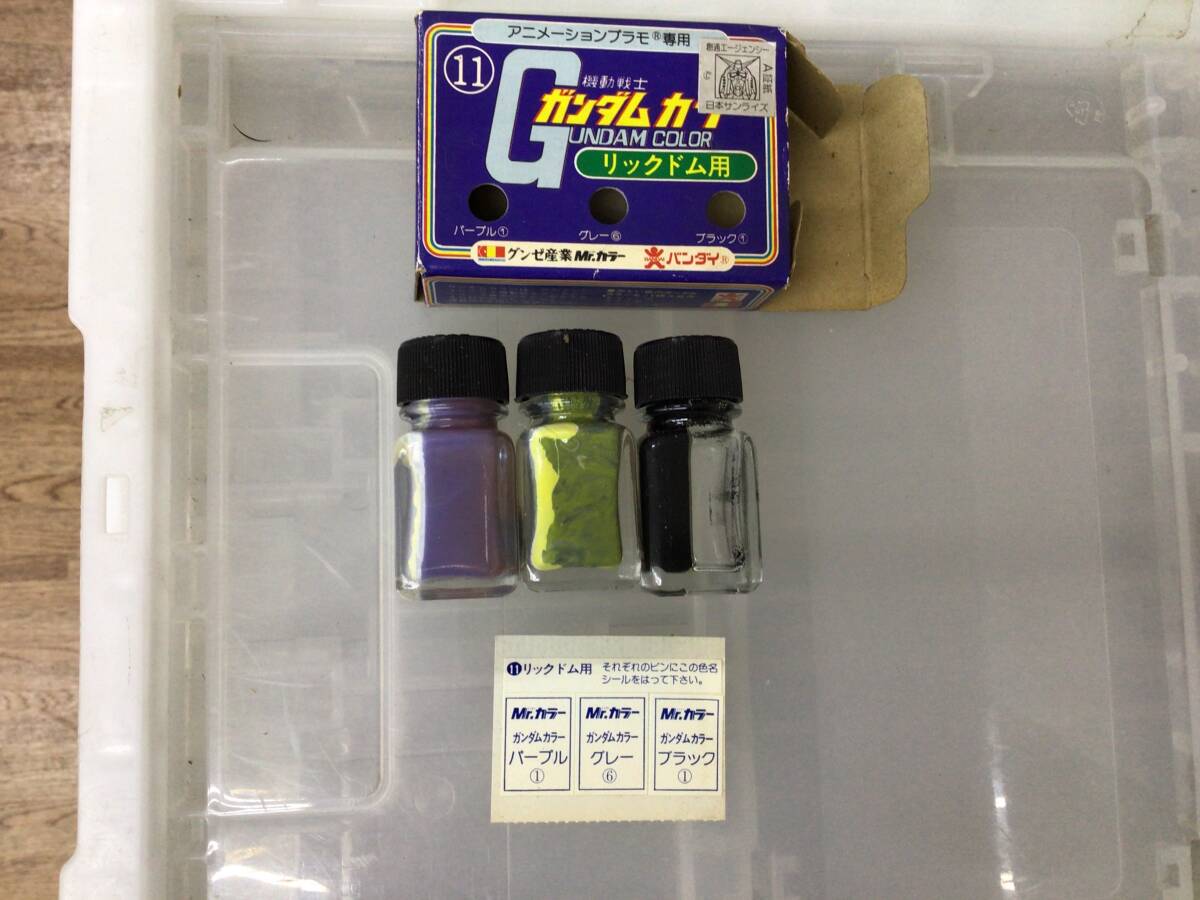 アニメーションプラモ®専用
⑪
機動戦士
ガンダムカラ
GUNDAM COLOR
リックドム用
創通エージェンシー
日本サンライズ
パープル①
グレー⑥
ブラック①
グンゼ産業 Mr.カラー
バンダイ®
⓫リックドム用
それぞれのビンにこの色名
シールをはって下さい。
Mr.カラー
ガンダムカラー
パープル
①
Mr.カラー
ガンダムカラー
グレー
⑥
Mr.カラー
ガンダムカラー
ブラック
①